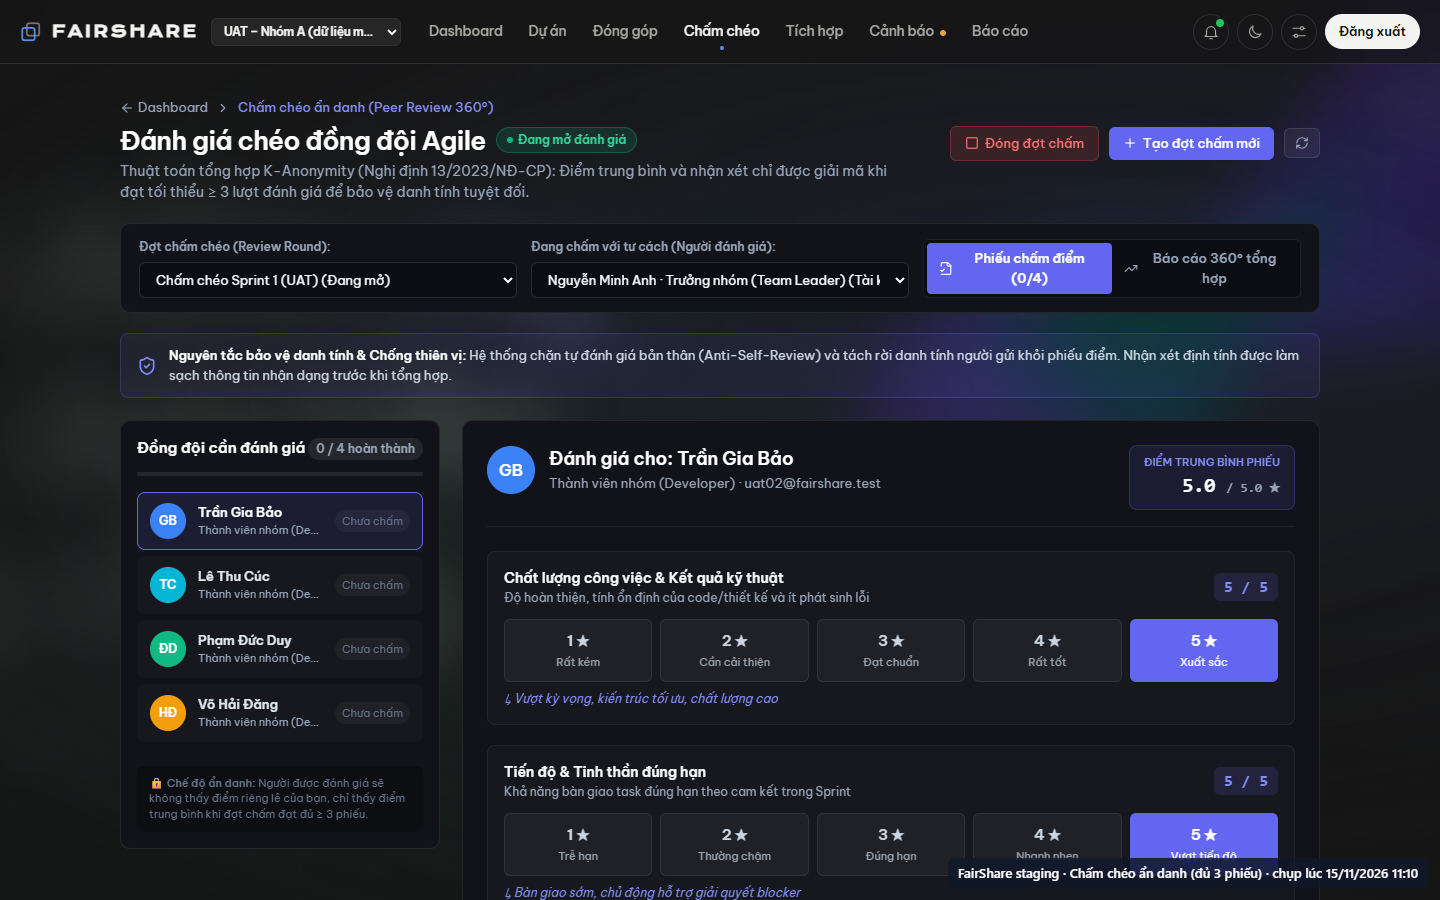 FAIRSHARE
UAT – Nhóm A (dữ liệu m...
Dashboard
Dự án
Đóng góp
Chấm chéo
Tích hợp
Cảnh báo
Báo cáo
Đăng xuất
← Dashboard > Chấm chéo ẩn danh (Peer Review 360°)
Đánh giá chéo đồng đội Agile
Đang mở đánh giá
Đóng đợt chấm
+ Tạo đợt chấm mới
Thuật toán tổng hợp K-Anonymity (Nghị định 13/2023/NĐ-CP): Điểm trung bình và nhận xét chỉ được giải mã khi
đạt tối thiểu ≥ 3 lượt đánh giá để bảo vệ danh tính tuyệt đối.
Đợt chấm chéo (Review Round):
Chấm chéo Sprint 1 (UAT) (Đang mở)
Đang chấm với tư cách (Người đánh giá):
Nguyễn Minh Anh · Trưởng nhóm (Team Leader) (Tài k
Phiếu chấm điểm
(0/4)
Báo cáo 360° tổng
hợp
Nguyên tắc bảo vệ danh tính & Chống thiên vị: Hệ thống chặn tự đánh giá bản thân (Anti-Self-Review) và tách rời danh tính người gửi khỏi phiếu điểm. Nhận xét định tính được làm
sạch thông tin nhận dạng trước khi tổng hợp.
Đồng đội cần đánh giá
0 / 4 hoàn thành
GB
Trần Gia Bảo
Thành viên nhóm (De...
Chưa chấm
TC
Lê Thu Cúc
Thành viên nhóm (De...
Chưa chấm
ĐD
Phạm Đức Duy
Thành viên nhóm (De...
Chưa chấm
HĐ
Võ Hải Đăng
Thành viên nhóm (De...
Chưa chấm
🔒 Chế độ ẩn danh: Người được đánh giá sẽ
không thấy điểm riêng lẻ của bạn, chỉ thấy điểm
trung bình khi đợt chấm đạt đủ ≥ 3 phiếu.
GB
Đánh giá cho: Trần Gia Bảo
Thành viên nhóm (Developer) · uat02@fairshare.test
ĐIỂM TRUNG BÌNH PHIẾU
5.0 / 5.0 ★
Chất lượng công việc & Kết quả kỹ thuật
Độ hoàn thiện, tính ổn định của code/thiết kế và ít phát sinh lỗi
5 / 5
1 ★
Rất kém
2 ★
Cần cải thiện
3 ★
Đạt chuẩn
4 ★
Rất tốt
5 ★
Xuất sắc
↳ Vượt kỳ vọng, kiến trúc tối ưu, chất lượng cao
Tiến độ & Tinh thần đúng hạn
Khả năng bàn giao task đúng hạn theo cam kết trong Sprint
5 / 5
1 ★
Trễ hạn
2 ★
Thường chậm
3 ★
Đúng hạn
4 ★
Nhanh nhẹn
5 ★
Vượt tiến độ
↳ Bàn giao sớm, chủ động hỗ trợ giải quyết blocker
FairShare staging · Chấm chéo ẩn danh (đủ 3 phiếu) · chụp lúc 15/11/2026 11:10